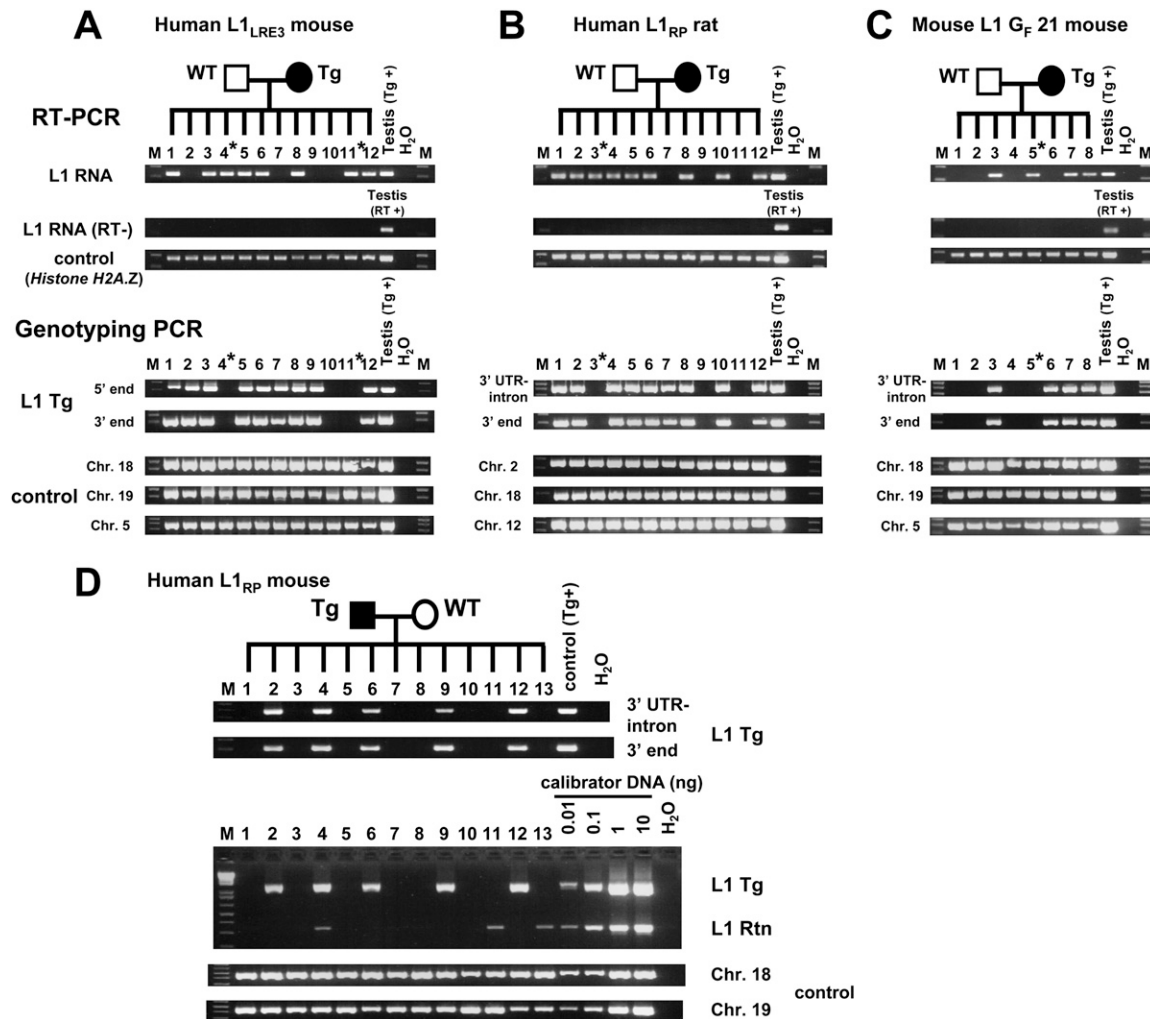 A
Human L1LRE3 mouse
WT
Tg
RT-PCR
M 1 2 3 4* 5 6 8 9 10 11* 12 Testis (Tg +) H2O M
L1 RNA
Testis
(RT +)
L1 RNA (RT-)
control
(Histone H2A.Z)
Genotyping PCR
M 1 2 3 4* 5 6 7 8 9 10 11* 12 Testis (Tg +) H2O M
L1 Tg
5' end
3' end
control
Chr. 18
Chr. 19
Chr. 5
B
Human L1RP rat
WT
Tg
M 1 2 3* 4 5 6 7 8 9 10 11 12 Testis (Tg +) H2O M
Testis
(RT +)
M 1 2 3* 4 5 6 7 8 9 10 11 12 Testis (Tg +) H2O M
3' UTR-
intron
3' end
Chr. 2
Chr. 18
Chr. 12
C
Mouse L1 GF 21 mouse
WT
Tg
M 1 2 3 4 5* 6 7 8 Testis (Tg +) H2O M
Testis
(RT +)
M 1 2 3 4 5* 6 7 8 Testis (Tg +) H2O M
3' UTR-
intron
3' end
Chr. 18
Chr. 19
Chr. 5
D
Human L1RP mouse
Tg
WT
M 1 2 3 4 5 6 7 8 9 10 11 12 13 control (Tg+) H2O
3' UTR-
intron
3' end
L1 Tg
calibrator DNA (ng)
M 1 2 3 4 5 6 7 8 9 10 11 12 13 0.01 0.1 1 10 H2O
L1 Tg
L1 Rtn
Chr. 18
Chr. 19
control